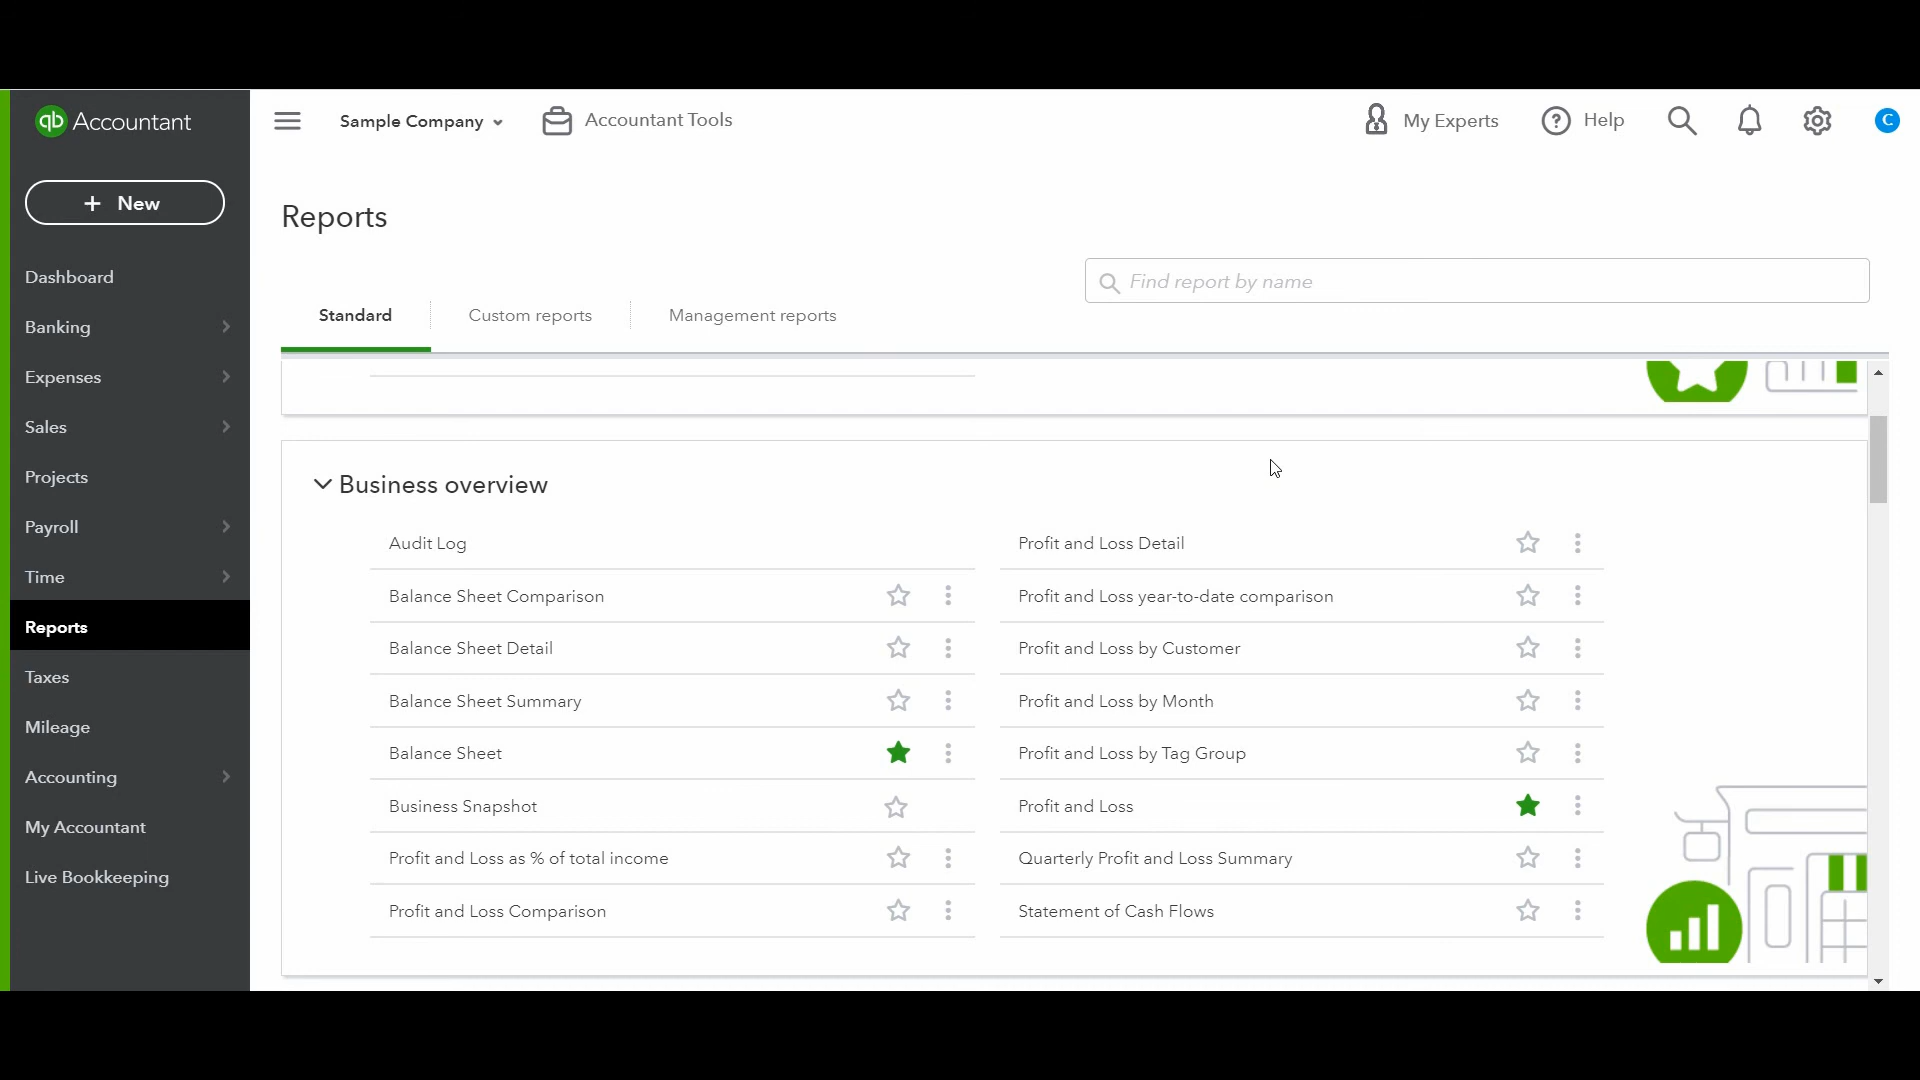 qb Accountant
Sample Company
Accountant Tools
My Experts
? Help
C
+ New
Dashboard
Banking
Expenses
Sales
Projects
Payroll
Time
Reports
Taxes
Mileage
Accounting
My Accountant
Live Bookkeeping
Reports
Find report by name
Standard
Custom reports
Management reports
Business overview
Audit Log
Balance Sheet Comparison
Balance Sheet Detail
Balance Sheet Summary
Balance Sheet
Business Snapshot
Profit and Loss as % of total income
Profit and Loss Comparison
Profit and Loss Detail
Profit and Loss year-to-date comparison
Profit and Loss by Customer
Profit and Loss by Month
Profit and Loss by Tag Group
Profit and Loss
Quarterly Profit and Loss Summary
Statement of Cash Flows